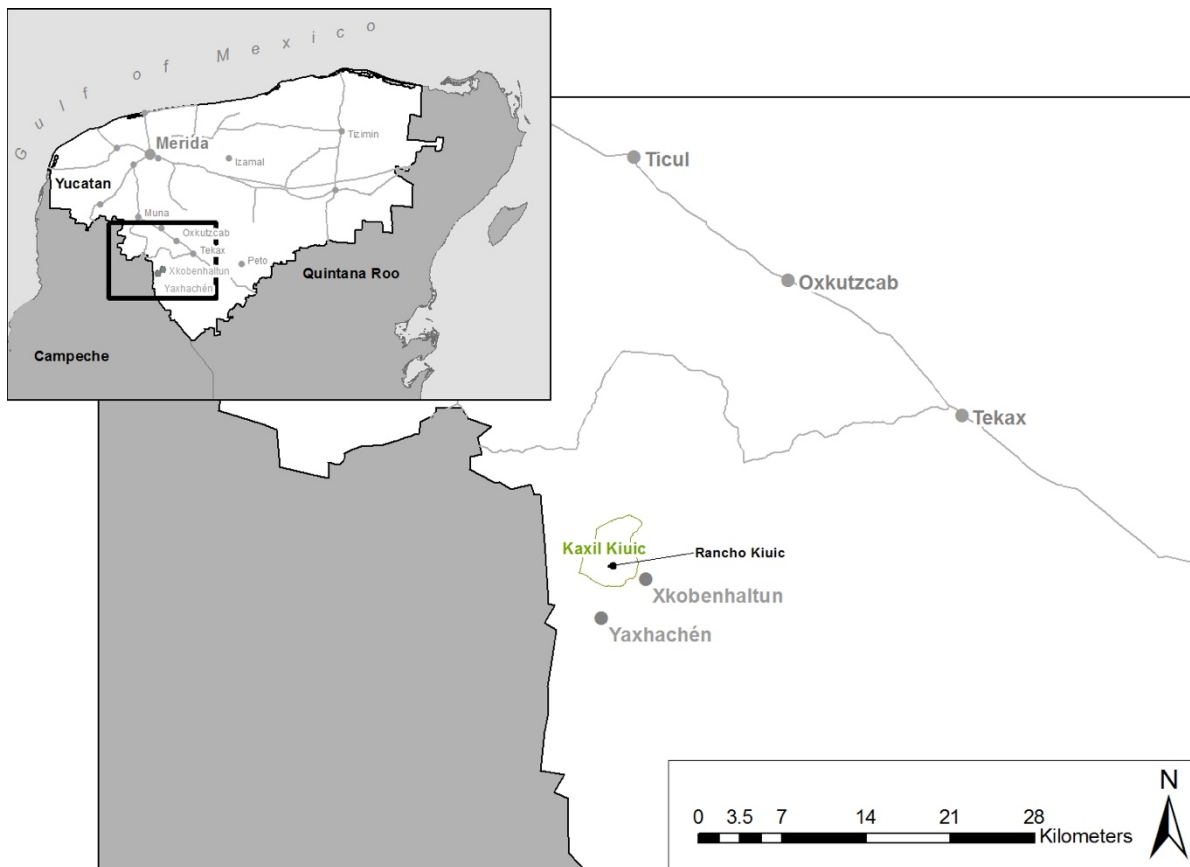 Gulf of Mexico
Merida
Tizimin
Izamal
Yucatan
Muna
Oxkutzcab
Tekax
Peto
Xkobenhaltun
Quintana Roo
Yaxhachén
Campeche
Ticul
Oxkutzcab
Tekax
Kaxil Kiuic
Rancho Kiuic
Xkobenhaltun
Yaxhachén
N
0 3.5 7 14 21 28
Kilometers